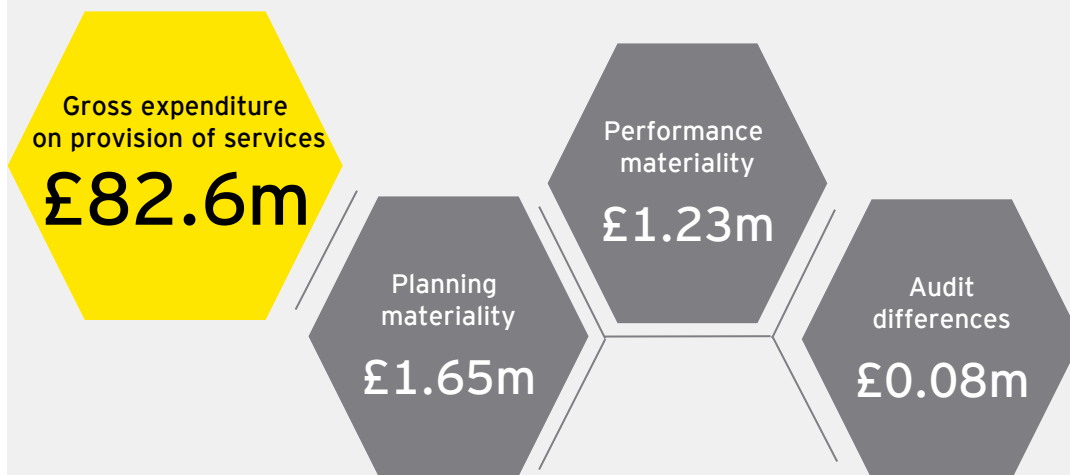 Gross expenditure
on provision of services
£82.6m
Planning
materiality
£1.65m
Performance
materiality
£1.23m
Audit
differences
£0.08m